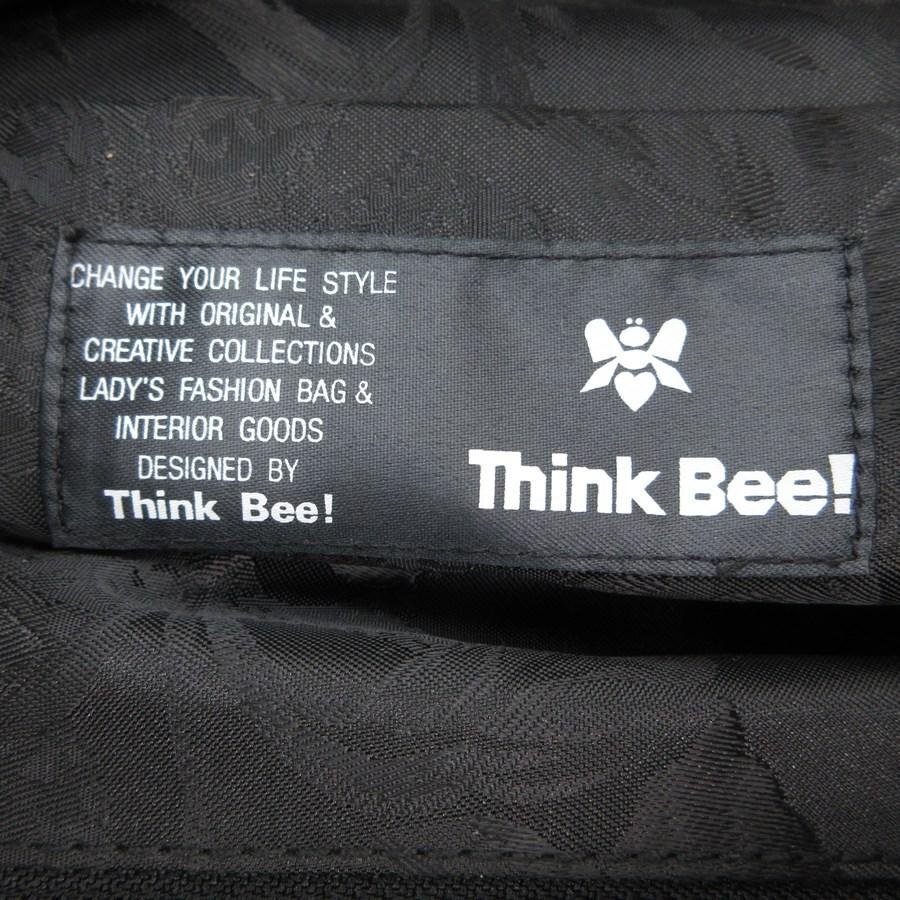 CHANGE YOUR LIFE STYLE
WITH ORIGINAL &
CREATIVE COLLECTIONS
LADY'S FASHION BAG &
INTERIOR GOODS
DESIGNED BY
Think Bee!
Think Bee!